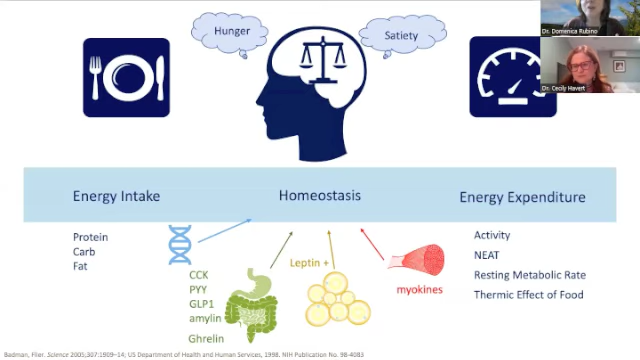 Hunger
Satiety
Dr. Domenica Rubino
Dr. Cecily Havert
Energy Intake
Homeostasis
Energy Expenditure
Protein
Carb
Fat
CCK
PYY
GLP1
amylin
Ghrelin
Leptin +
myokines
Activity
NEAT
Resting Metabolic Rate
Thermic Effect of Food
Badman, Flier. Science 2005;307:1909–14; US Department of Health and Human Services, 1998. NIH Publication No. 98-4083